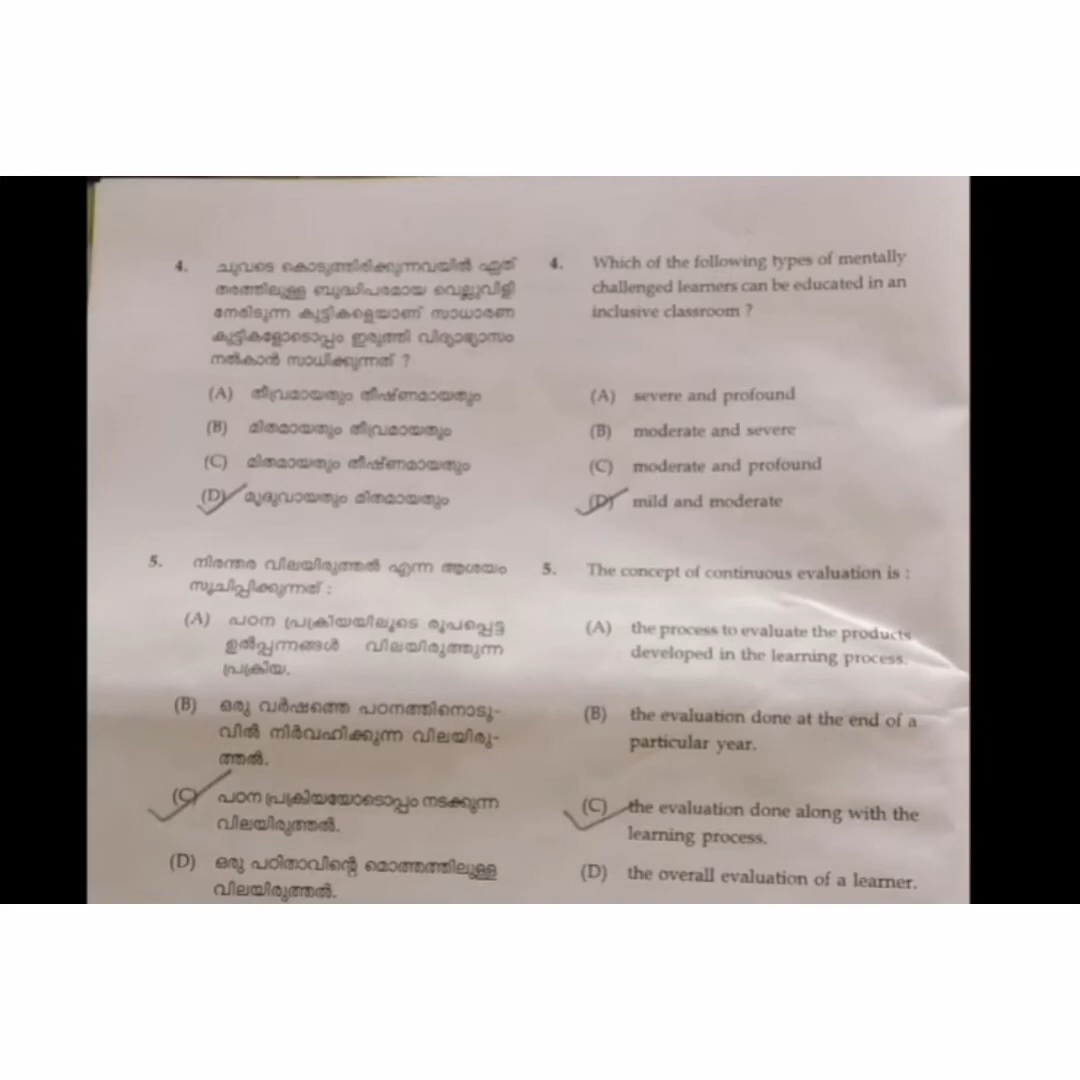 4. ചുവടെ കൊടുത്തിരിക്കുന്നവയിൽ ഏത്
തരത്തിലുള്ള ബുദ്ധിപരമായ വെല്ലുവിളി
നേരിടുന്ന കുട്ടികളെയാണ് സാധാരണ
കുട്ടികളോടൊപ്പം ഇരുത്തി വിദ്യാഭ്യാസം
നൽകാൻ സാധിക്കുന്നത് ?
(A) തീവ്രമായതും തീഷ്ണമായതും
(B) മിതമായതും തീവ്രമായതും
(C) മിതമായതും തീഷ്ണമായതും
(D) മൃദുവായതും മിതമായതും
5. നിരന്തര വിലയിരുത്തൽ എന്ന ആശയം
സൂചിപ്പിക്കുന്നത് :
(A) പഠന പ്രക്രിയയിലൂടെ രൂപപ്പെട്ട
ഉൽപ്പന്നങ്ങൾ വിലയിരുത്തുന്ന
പ്രക്രിയ.
(B) ഒരു വർഷത്തെ പഠനത്തിനൊടു-
വിൽ നിർവഹിക്കുന്ന വിലയിരു-
ത്തൽ.
(C) പഠന പ്രക്രിയയോടൊപ്പം നടക്കുന്ന
വിലയിരുത്തൽ.
(D) ഒരു പഠിതാവിന്റെ മൊത്തത്തിലുള്ള
വിലയിരുത്തൽ.
4. Which of the following types of mentally
challenged learners can be educated in an
inclusive classroom ?
(A) severe and profound
(B) moderate and severe
(C) moderate and profound
(D) mild and moderate
5. The concept of continuous evaluation is :
(A) the process to evaluate the products
developed in the learning process.
(B) the evaluation done at the end of a
particular year.
(C) the evaluation done along with the
learning process.
(D) the overall evaluation of a learner.